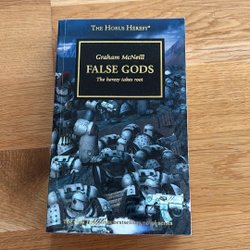 THE HORUS HERESY®
Graham McNeill
FALSE GODS
The heresy takes root